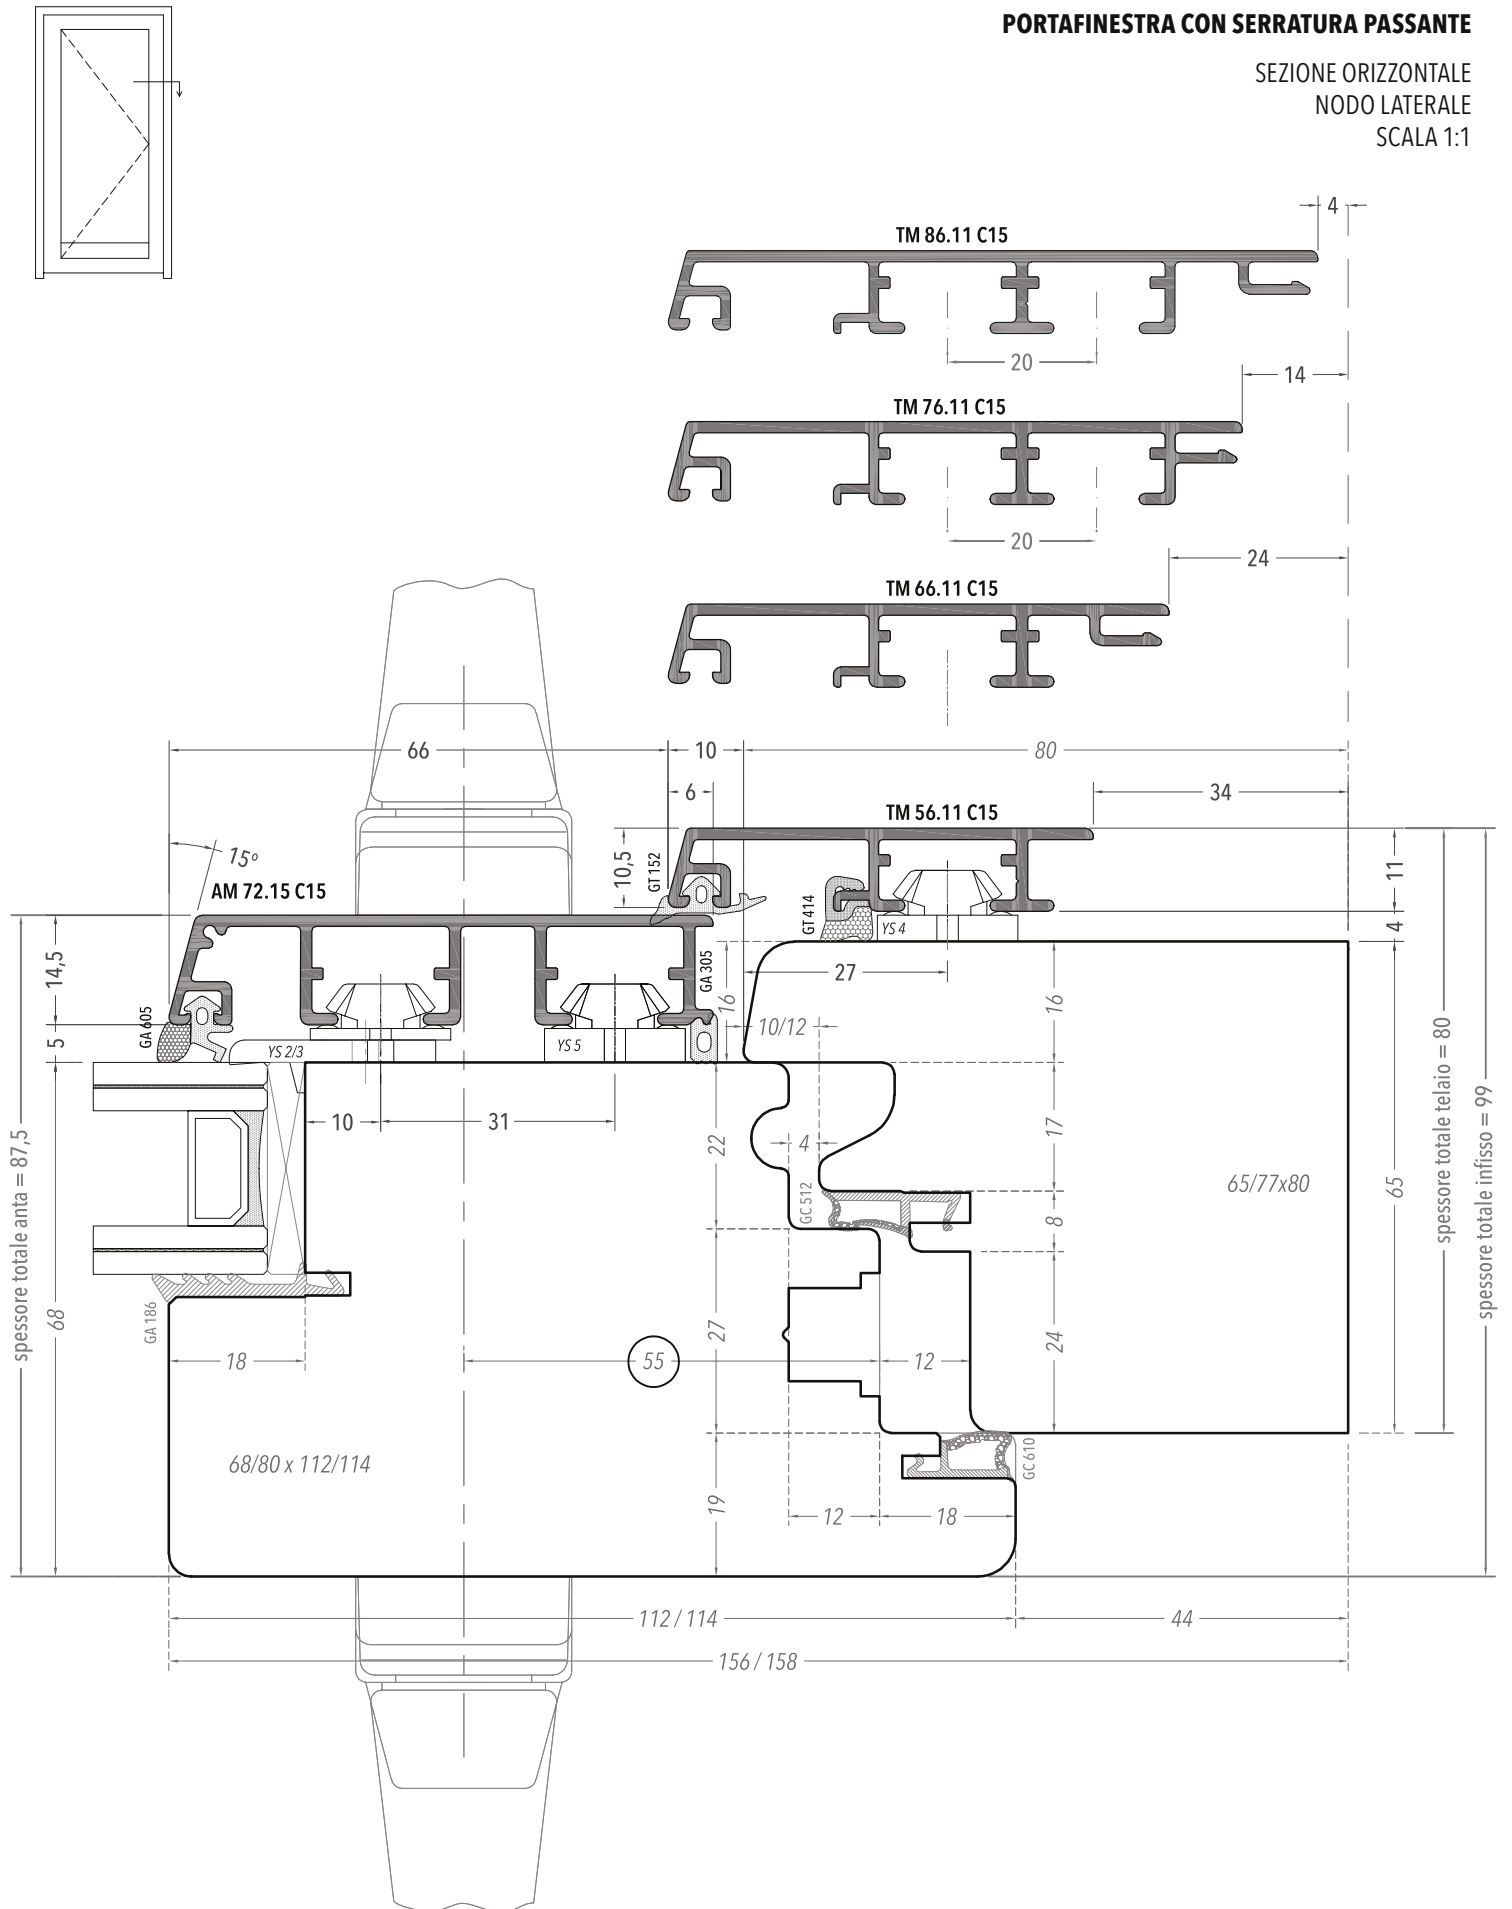 PORTAFINESTRA CON SERRATURA PASSANTE
SEZIONE ORIZZONTALE
NODO LATERALE
SCALA 1:1
4
TM 86.11 C15
20
14
TM 76.11 C15
20
24
TM 66.11 C15
66
10
80
6
34
TM 56.11 C15
15º
AM 72.15 C15
10,5
GT 152
11
GT 414
YS 4
4
14,5
GA 305
27
16
16
10/12
GA 605
5
YS 2/3
YS 5
10
31
22
4
17
65/77x80
65
GC 512
8
spessore totale anta = 87,5
68
GA 186
18
55
27
12
24
spessore totale telaio = 80
spessore totale infisso = 99
68/80 x 112/114
GC 610
19
12
18
112 / 114
44
156 / 158